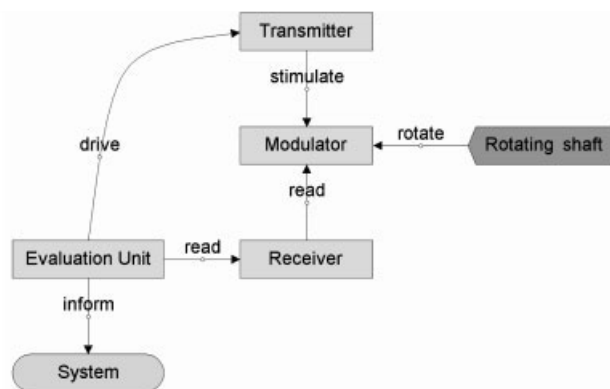 Transmitter
stimulate
drive
Modulator
rotate
Rotating shaft
read
Evaluation Unit
read
Receiver
inform
System